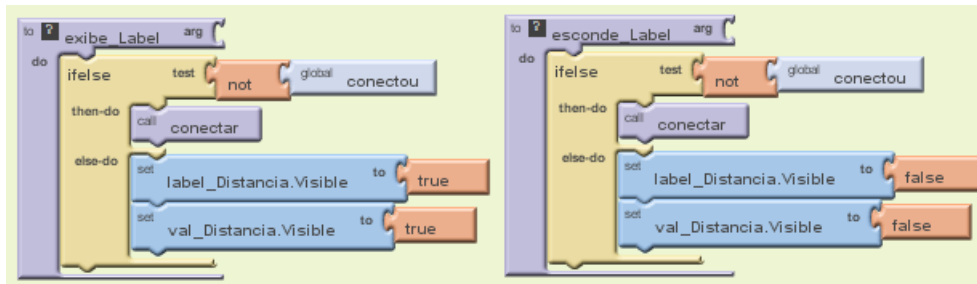 to ? exibe_Label arg
do
ifelse test not global conectou
then-do call conectar
else-do set label_Distancia.Visible to true
set val_Distancia.Visible to true
to ? esconde_Label arg
do
ifelse test not global conectou
then-do call conectar
else-do set label_Distancia.Visible to false
set val_Distancia.Visible to false